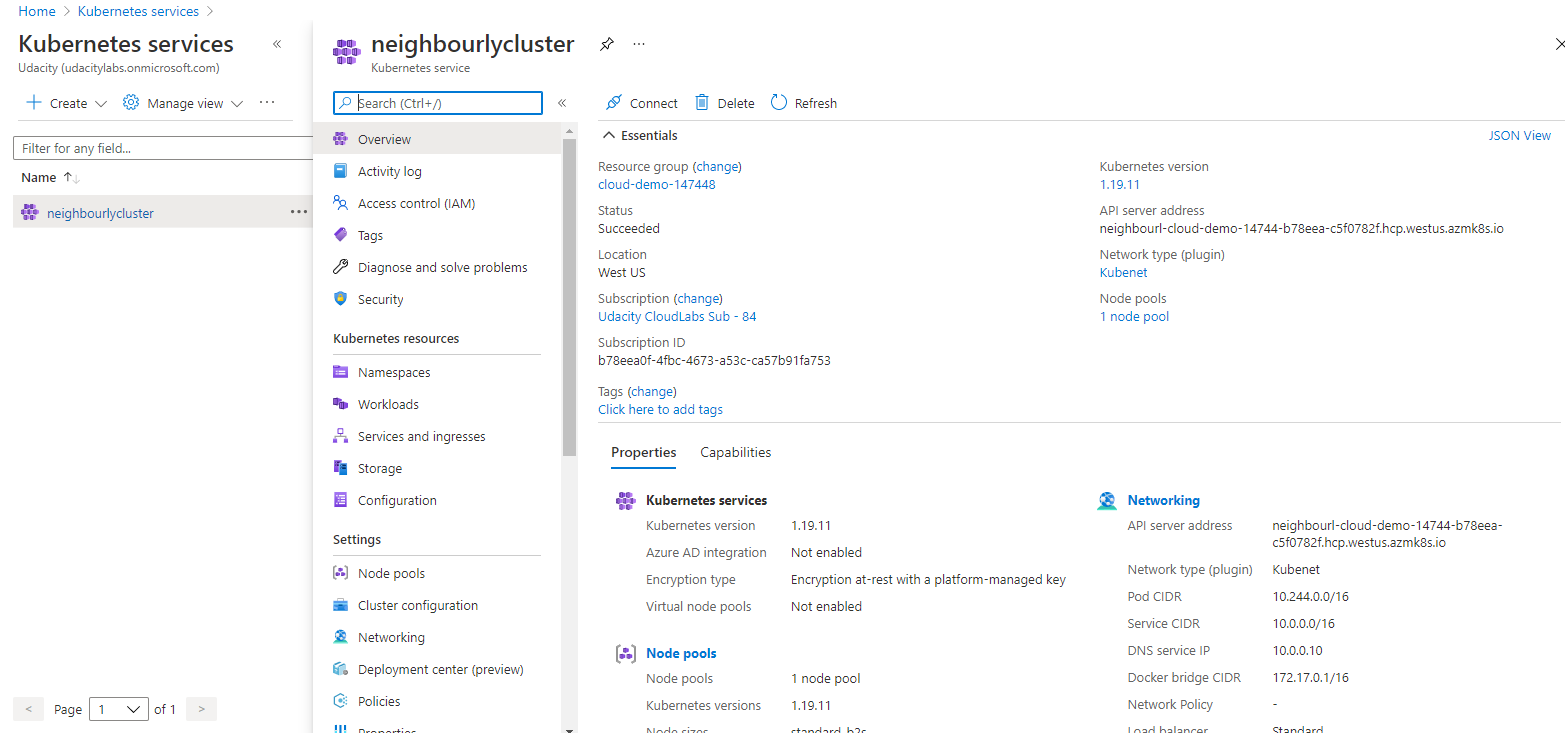 Home > Kubernetes services >
Kubernetes services
Udacity (udacitylabs.onmicrosoft.com)
Create
Manage view
Filter for any field...
Name
neighbourlycluster
Page 1 of 1
neighbourlycluster
Kubernetes service
Search (Ctrl+/)
Overview
Activity log
Access control (IAM)
Tags
Diagnose and solve problems
Security
Kubernetes resources
Namespaces
Workloads
Services and ingresses
Storage
Configuration
Settings
Node pools
Cluster configuration
Networking
Deployment center (preview)
Policies
Properties
Connect
Delete
Refresh
Essentials
JSON View
Resource group (change)
cloud-demo-147448
Status
Succeeded
Location
West US
Subscription (change)
Udacity CloudLabs Sub - 84
Subscription ID
b78eea0f-4fbc-4673-a53c-ca57b91fa753
Tags (change)
Click here to add tags
Kubernetes version
1.19.11
API server address
neighbourl-cloud-demo-14744-b78eea-c5f0782f.hcp.westus.azmk8s.io
Network type (plugin)
Kubenet
Node pools
1 node pool
Properties
Capabilities
Kubernetes services
Kubernetes version 1.19.11
Azure AD integration Not enabled
Encryption type Encryption at-rest with a platform-managed key
Virtual node pools Not enabled
Node pools
Node pools 1 node pool
Kubernetes versions 1.19.11
Node sizes standard_b2s
Networking
API server address neighbourl-cloud-demo-14744-b78eea-
c5f0782f.hcp.westus.azmk8s.io
Network type (plugin) Kubenet
Pod CIDR 10.244.0.0/16
Service CIDR 10.0.0.0/16
DNS service IP 10.0.0.10
Docker bridge CIDR 172.17.0.1/16
Network Policy -
Load balancer Standard